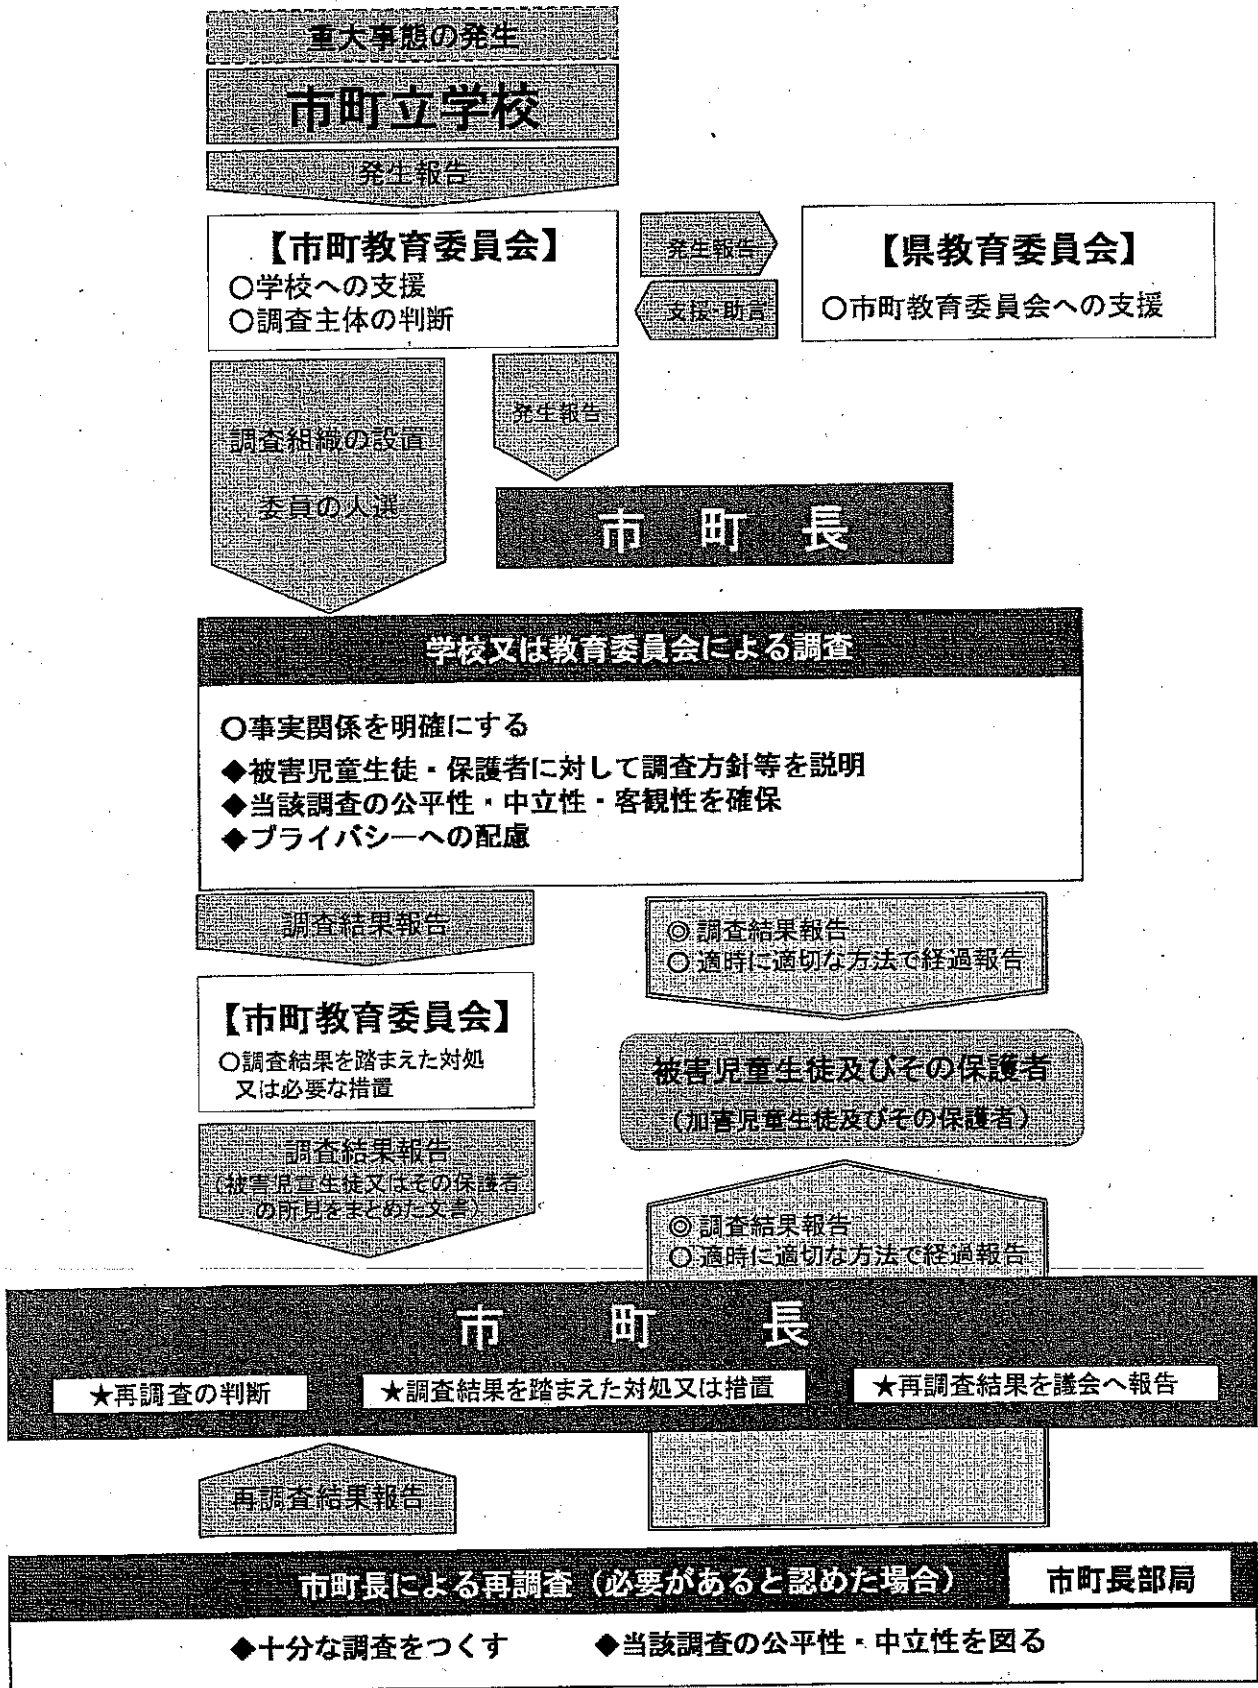 重大事態の発生
市町立学校
発生報告
【市町教育委員会】
○学校への支援
○調査主体の判断
発生報告
支援・助言
【県教育委員会】
○市町教育委員会への支援
調査組織の設置
委員の人選
発生報告
市町長
学校又は教育委員会による調査
○事実関係を明確にする
◆被害児童生徒・保護者に対して調査方針等を説明
◆当該調査の公平性・中立性・客観性を確保
◆プライバシーへの配慮
調査結果報告
【市町教育委員会】
○調査結果を踏まえた対処
又は必要な措置
調査結果報告
（被害児童生徒又はその保護者
の所見をまとめた文書）
◎調査結果報告
○適時に適切な方法で経過報告
被害児童生徒及びその保護者
（加害児童生徒及びその保護者）
◎調査結果報告
○適時に適切な方法で経過報告
市町長
★再調査の判断
★調査結果を踏まえた対処又は措置
★再調査結果を議会へ報告
再調査結果報告
市町長による再調査（必要があると認めた場合）
市町長部局
◆十分な調査をつくす
◆当該調査の公平性・中立性を図る